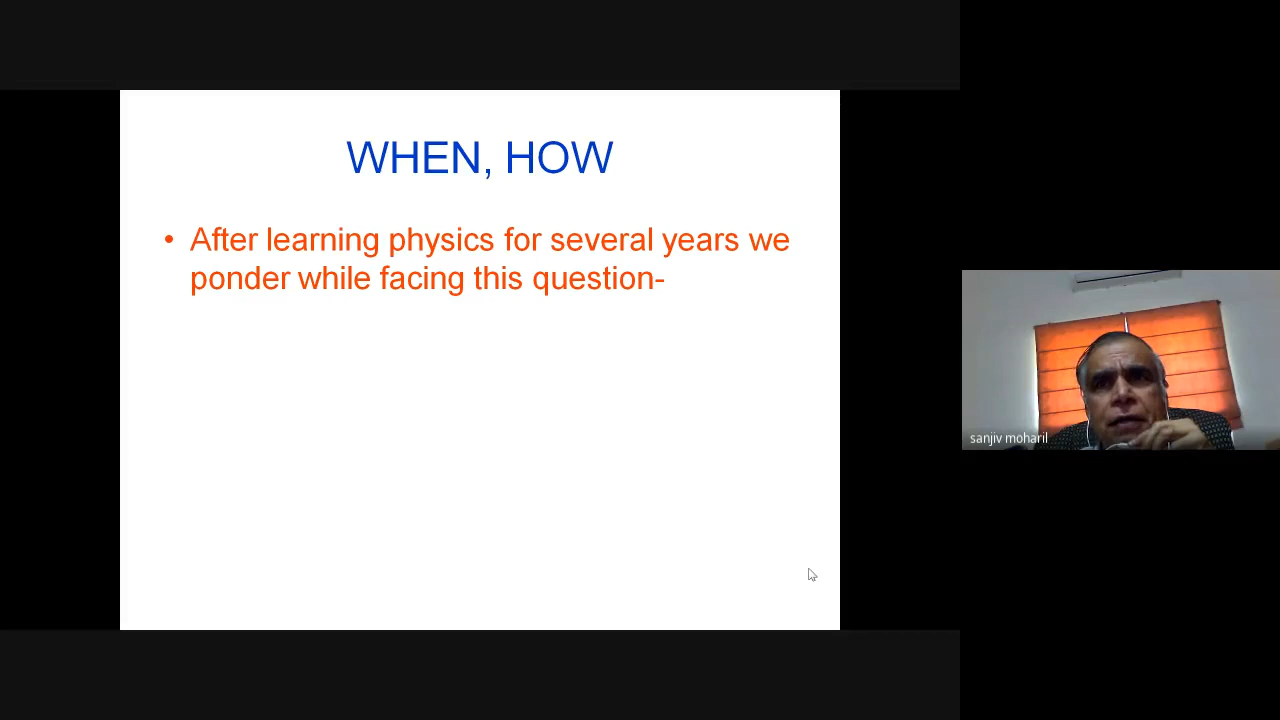 WHEN, HOW
• After learning physics for several years we
ponder while facing this question-
sanjiv moharil